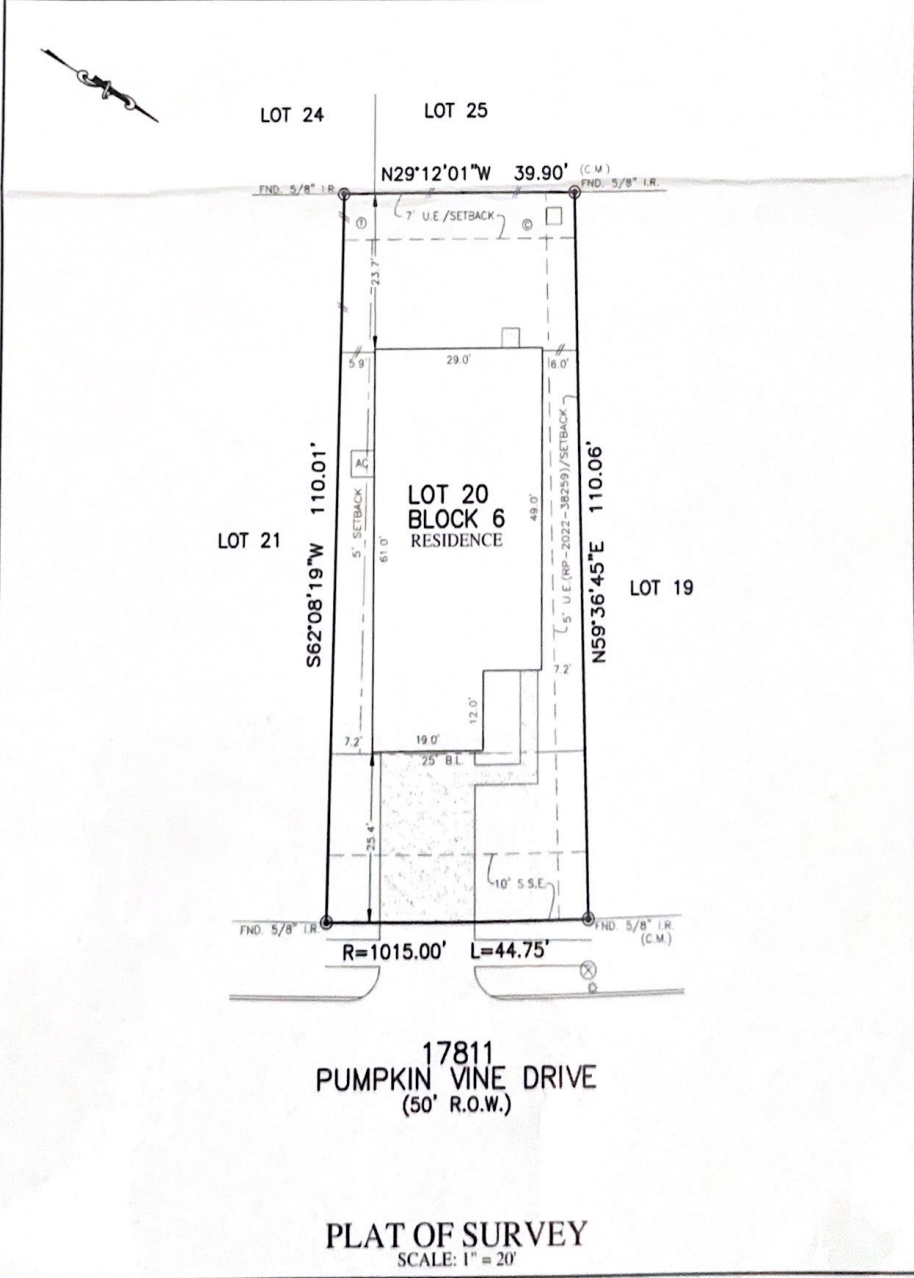 LOT 24
LOT 25
N29°12'01"W 39.90' (C.M.)
FND. 5/8" I.R.
FND. 5/8" I.R.
7' U.E./SETBACK
T
C
23.7'
5.9'
29.0'
6.0'
AC
LOT 20
BLOCK 6
RESIDENCE
LOT 21
S62°08'19"W 110.01'
5' SETBACK
61.0'
49.0'
5' U.E.(RP-2022-38259)/SETBACK
N59°36'45"E 110.06'
LOT 19
7.2'
12.0'
7.2'
19.0'
25' B.L.
25.4'
10' S.S.E.
FND. 5/8" I.R.
FND. 5/8" I.R.
(C.M.)
R=1015.00' L=44.75'
17811
PUMPKIN VINE DRIVE
(50' R.O.W.)
PLAT OF SURVEY
SCALE: 1" = 20'